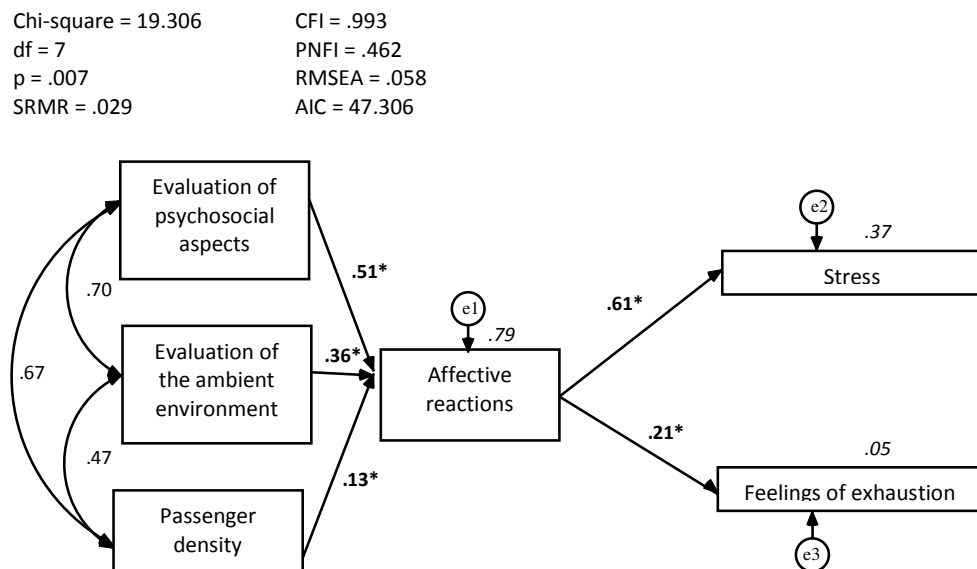 Chi-square = 19.306
df = 7
p = .007
SRMR = .029
CFI = .993
PNFI = .462
RMSEA = .058
AIC = 47.306
Evaluation of
psychosocial
aspects
.70
.67
.51*
Evaluation of
the ambient
environment
.36*
.47
.13*
Passenger
density
e1
.79
Affective
reactions
.61*
.21*
e2
.37
Stress
.05
Feelings of exhaustion
e3